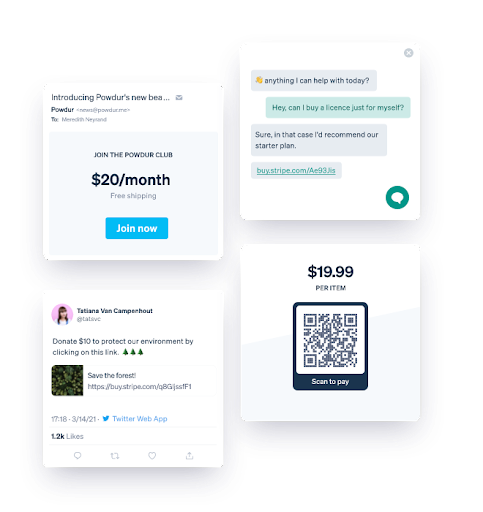 Introducing Powdur's new bea ...
Powdur <news@powdur.me>
To: Meredith Neyrand
JOIN THE POWDUR CLUB
$20/month
Free shipping
Join now
👋 anything I can help with today?
Hey, can I buy a licence just for myself?
Sure, in that case I'd recommend our
starter plan.
buy.stripe.com/Ae93Jis
Tatiana Van Campenhout
@tatavc
Donate $10 to protect our environment by
clicking on this link. 🌲🌲🌲
Save the forest!
https://buy.stripe.com/q8GljssfF1
17:18 - 3/14/21 · Twitter Web App
1.2k Likes
$19.99
PER ITEM
Scan to pay